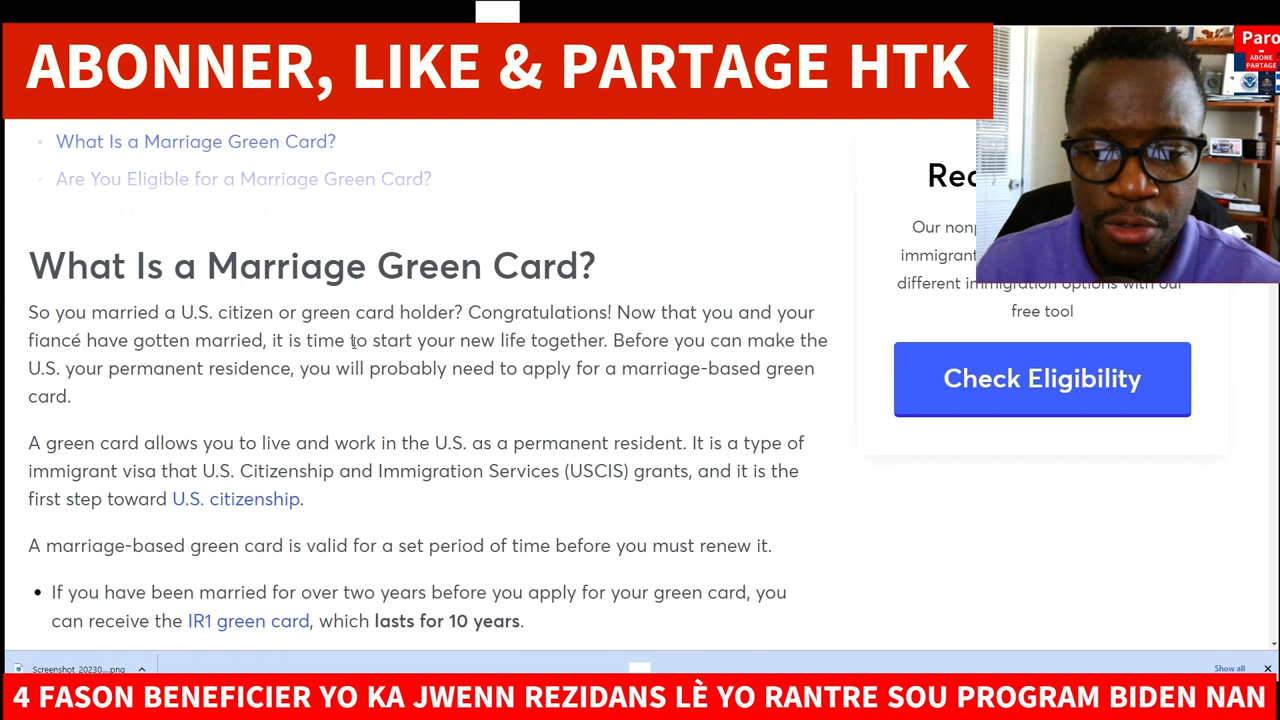 ABONNER, LIKE & PARTAGE HTK
Paro
-
ABONE
PARTAGE
What Is a Marriage Green Card?
Are You Eligible for a Marriage Green Card?
What Is a Marriage Green Card?
So you married a U.S. citizen or green card holder? Congratulations! Now that you and your
fiancé have gotten married, it is time to start your new life together. Before you can make the
U.S. your permanent residence, you will probably need to apply for a marriage-based green
card.
A green card allows you to live and work in the U.S. as a permanent resident. It is a type of
immigrant visa that U.S. Citizenship and Immigration Services (USCIS) grants, and it is the
first step toward U.S. citizenship.
A marriage-based green card is valid for a set period of time before you must renew it.
If you have been married for over two years before you apply for your green card, you
can receive the IR1 green card, which lasts for 10 years.
Our
different immigration options with our
free tool
Check Eligibility
Screenshot_20230....png
Show all
4 FASON BENEFICIER YO KA JWENN REZIDANS LÈ YO RANTRE SOU PROGRAM BIDEN NAN